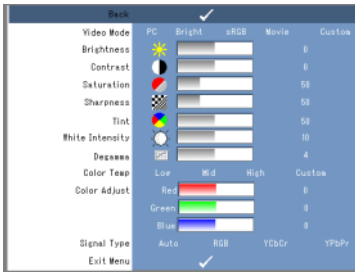 Back
Video Mode PC Bright sRGB Movie Custom
Brightness 0
Contrast 0
Saturation 50
Sharpness 50
Tint 50
White Intensity 10
Degamma 4
Color Temp Low Mid High Custom
Color Adjust Red 0
Green 0
Blue 0
Signal Type Auto RGB YCbCr YPbPr
Exit Menu